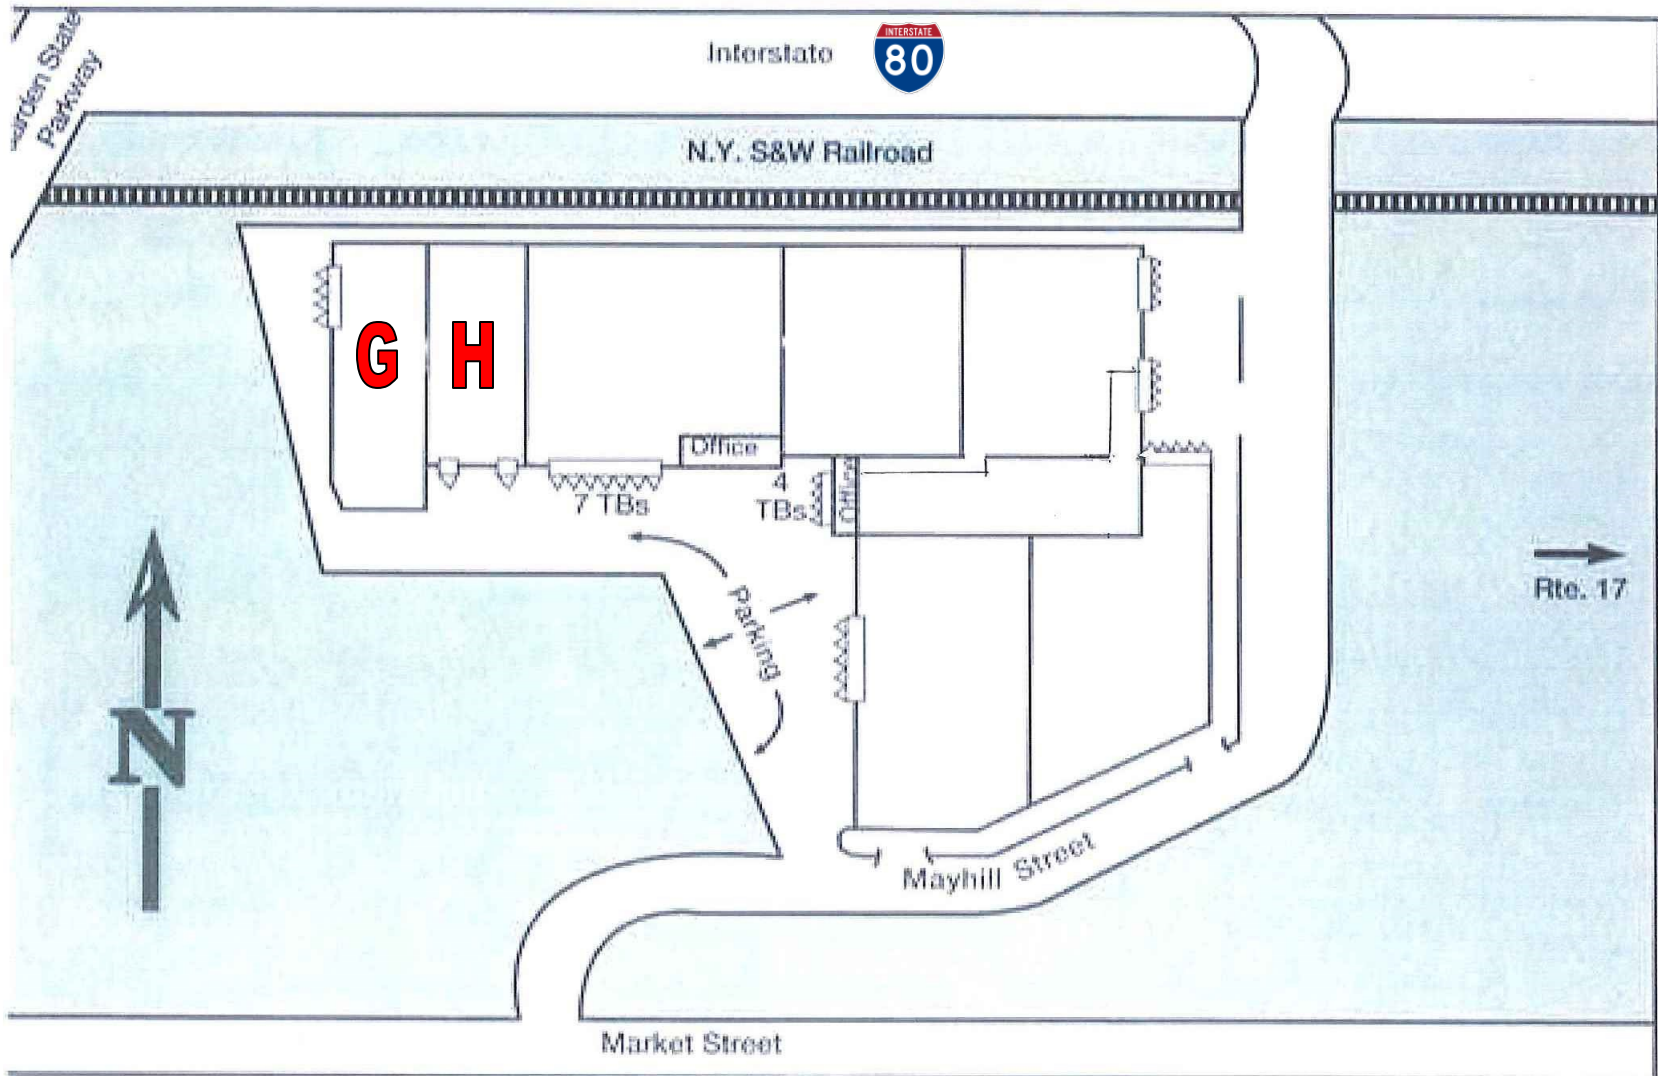 arden State
Parkway
Interstate
INTERSTATE
80
N.Y. S&W Railroad
G
H
Office
7 TBs
4
TBs
Office
Parking
Rte. 17
N
Mayhill Street
Market Street